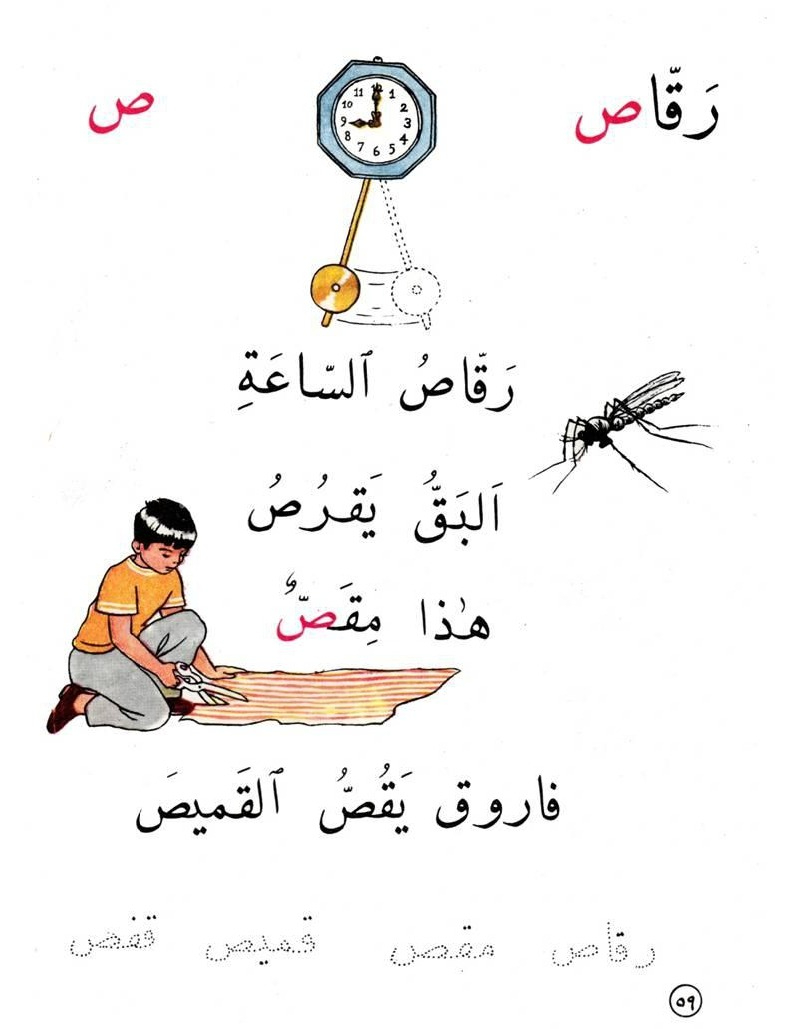 رَقّاص ص
11 12 1
10 2
9 3
8 4
7 6 5
رَقّاصُ ٱلسّاعَةِ
اَلبَقُّ يَقرُصُ
هٰذا مِقَصٌّ
فاروق يَقُصُّ ٱلقَميصَ
رقاص مقص قميص قفص
٥٩